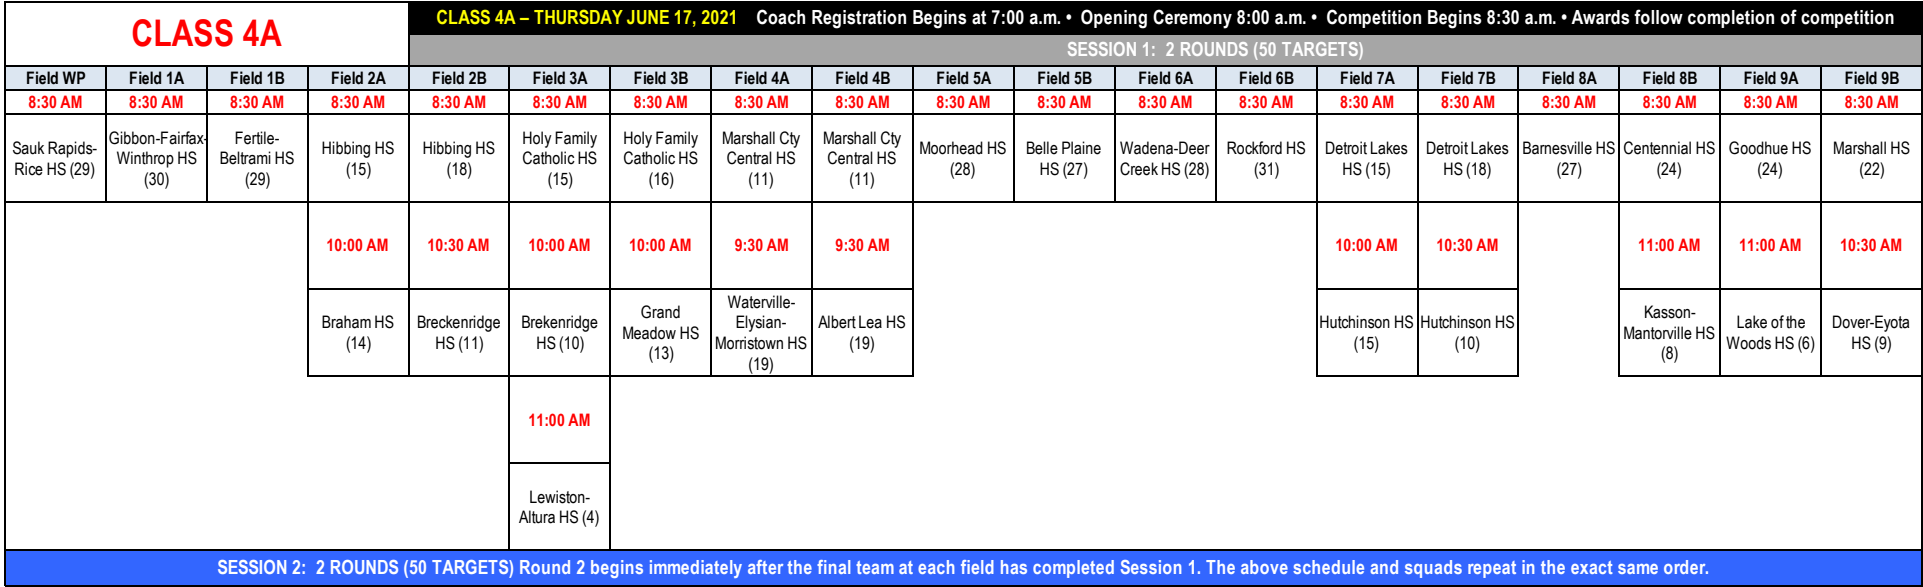 CLASS 4A
CLASS 4A – THURSDAY JUNE 17, 2021 Coach Registration Begins at 7:00 a.m. • Opening Ceremony 8:00 a.m. • Competition Begins 8:30 a.m. • Awards follow completion of competition
SESSION 1: 2 ROUNDS (50 TARGETS)
Field WP Field 1A Field 1B Field 2A Field 2B Field 3A Field 3B Field 4A Field 4B Field 5A Field 5B Field 6A Field 6B Field 7A Field 7B Field 8A Field 8B Field 9A Field 9B
8:30 AM 8:30 AM 8:30 AM 8:30 AM 8:30 AM 8:30 AM 8:30 AM 8:30 AM 8:30 AM 8:30 AM 8:30 AM 8:30 AM 8:30 AM 8:30 AM 8:30 AM 8:30 AM 8:30 AM 8:30 AM 8:30 AM
Sauk Rapids-
Rice HS (29)
Gibbon-Fairfax-
Winthrop HS
(30)
Fertile-
Beltrami HS
(29)
Hibbing HS
(15)
Hibbing HS
(18)
Holy Family
Catholic HS
(15)
Holy Family
Catholic HS
(16)
Marshall Cty
Central HS
(11)
Marshall Cty
Central HS
(11)
Moorhead HS
(28)
Belle Plaine
HS (27)
Wadena-Deer
Creek HS (28)
Rockford HS
(31)
Detroit Lakes
HS (15)
Detroit Lakes
HS (18)
Barnesville HS
(27)
Centennial HS
(24)
Goodhue HS
(24)
Marshall HS
(22)
10:00 AM 10:30 AM 10:00 AM 10:00 AM 9:30 AM 9:30 AM 10:00 AM 10:30 AM 11:00 AM 11:00 AM 10:30 AM
Braham HS
(14)
Breckenridge
HS (11)
Brekenridge
HS (10)
Grand
Meadow HS
(13)
Waterville-
Elysian-
Morristown HS
(19)
Albert Lea HS
(19)
Hutchinson HS
(15)
Hutchinson HS
(10)
Kasson-
Mantorville HS
(8)
Lake of the
Woods HS (6)
Dover-Eyota
HS (9)
11:00 AM
Lewiston-
Altura HS (4)
SESSION 2: 2 ROUNDS (50 TARGETS) Round 2 begins immediately after the final team at each field has completed Session 1. The above schedule and squads repeat in the exact same order.